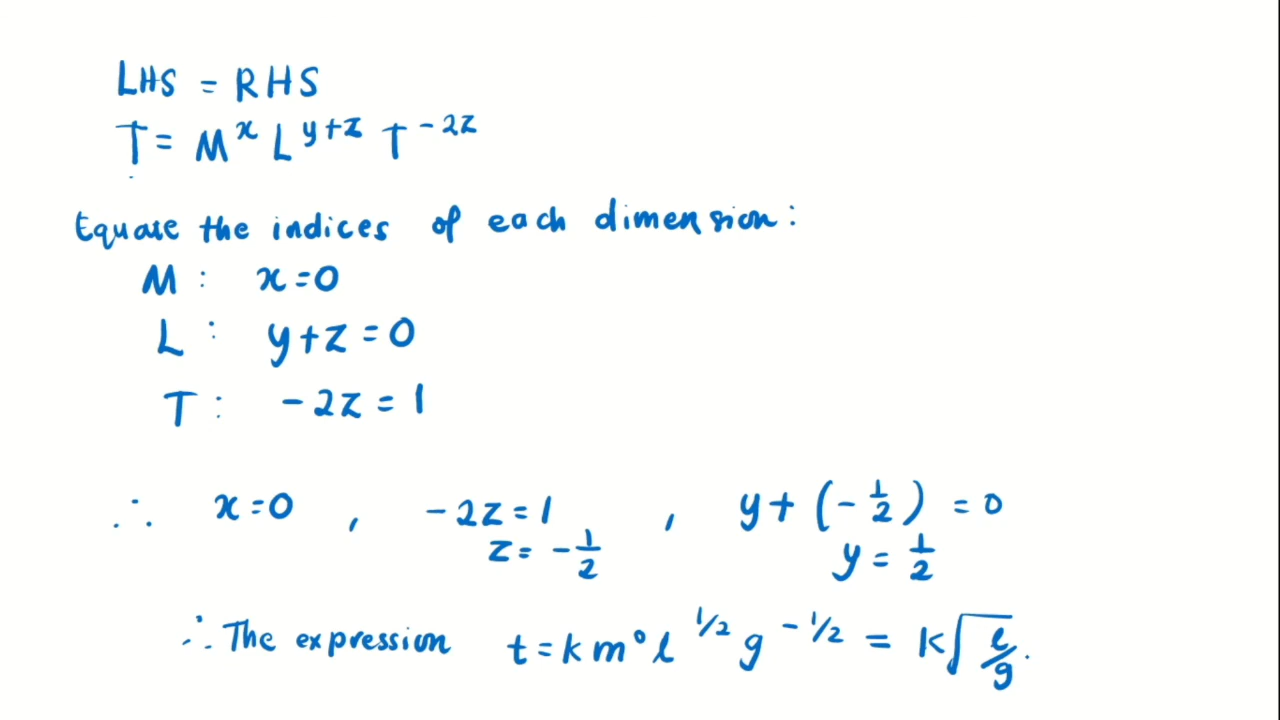 LHS = RHS
T = M^x L^{y+z} T^{-2z}
Equate the indices of each dimension:
M : x=0
L : y+z=0
T : -2z=1
∴ x=0 , -2z=1 , y+(-1/2)=0
z=-1/2 y=1/2
∴ The expression t=km^0 l^{1/2} g^{-1/2} = k√(l/g).